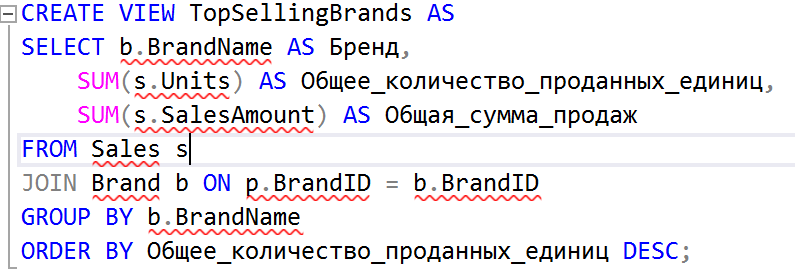 CREATE VIEW TopSellingBrands AS
SELECT b.BrandName AS Бренд,
    SUM(s.Units) AS Общее_количество_проданных_единиц,
    SUM(s.SalesAmount) AS Общая_сумма_продаж
FROM Sales s
JOIN Brand b ON p.BrandID = b.BrandID
GROUP BY b.BrandName
ORDER BY Общее_количество_проданных_единиц DESC;